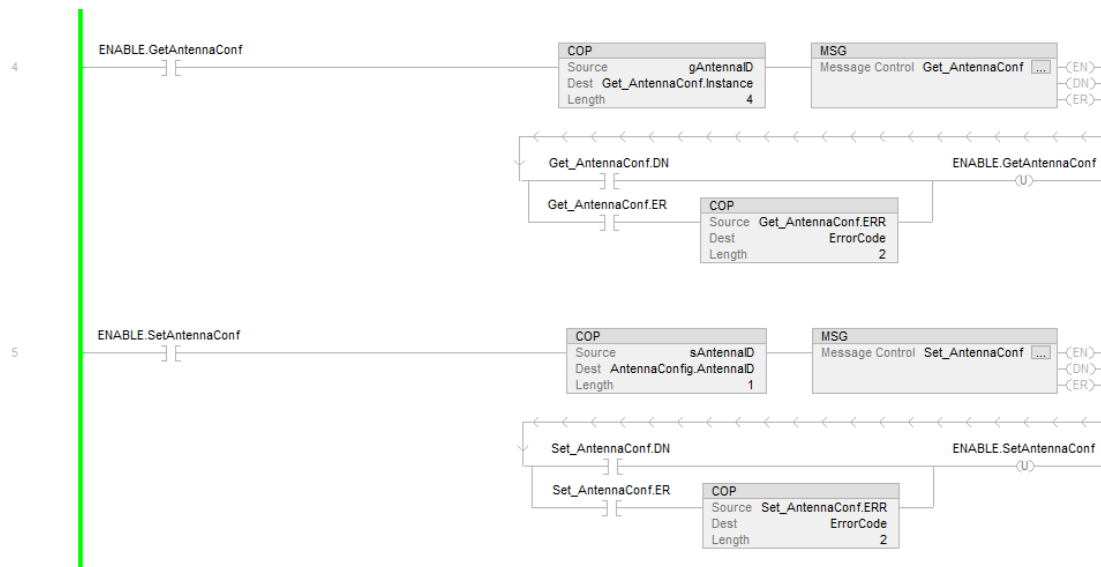 ENABLE.GetAntennaConf
4
COP
Source gAntennaID
Dest Get_AntennaConf.Instance
Length 4
MSG
Message Control Get_AntennaConf ...
EN
DN
ER
Get_AntennaConf.DN
ENABLE.GetAntennaConf
U
Get_AntennaConf.ER
COP
Source Get_AntennaConf.ERR
Dest ErrorCode
Length 2
ENABLE.SetAntennaConf
5
COP
Source sAntennaID
Dest AntennaConfig.AntennaID
Length 1
MSG
Message Control Set_AntennaConf ...
EN
DN
ER
Set_AntennaConf.DN
ENABLE.SetAntennaConf
U
Set_AntennaConf.ER
COP
Source Set_AntennaConf.ERR
Dest ErrorCode
Length 2